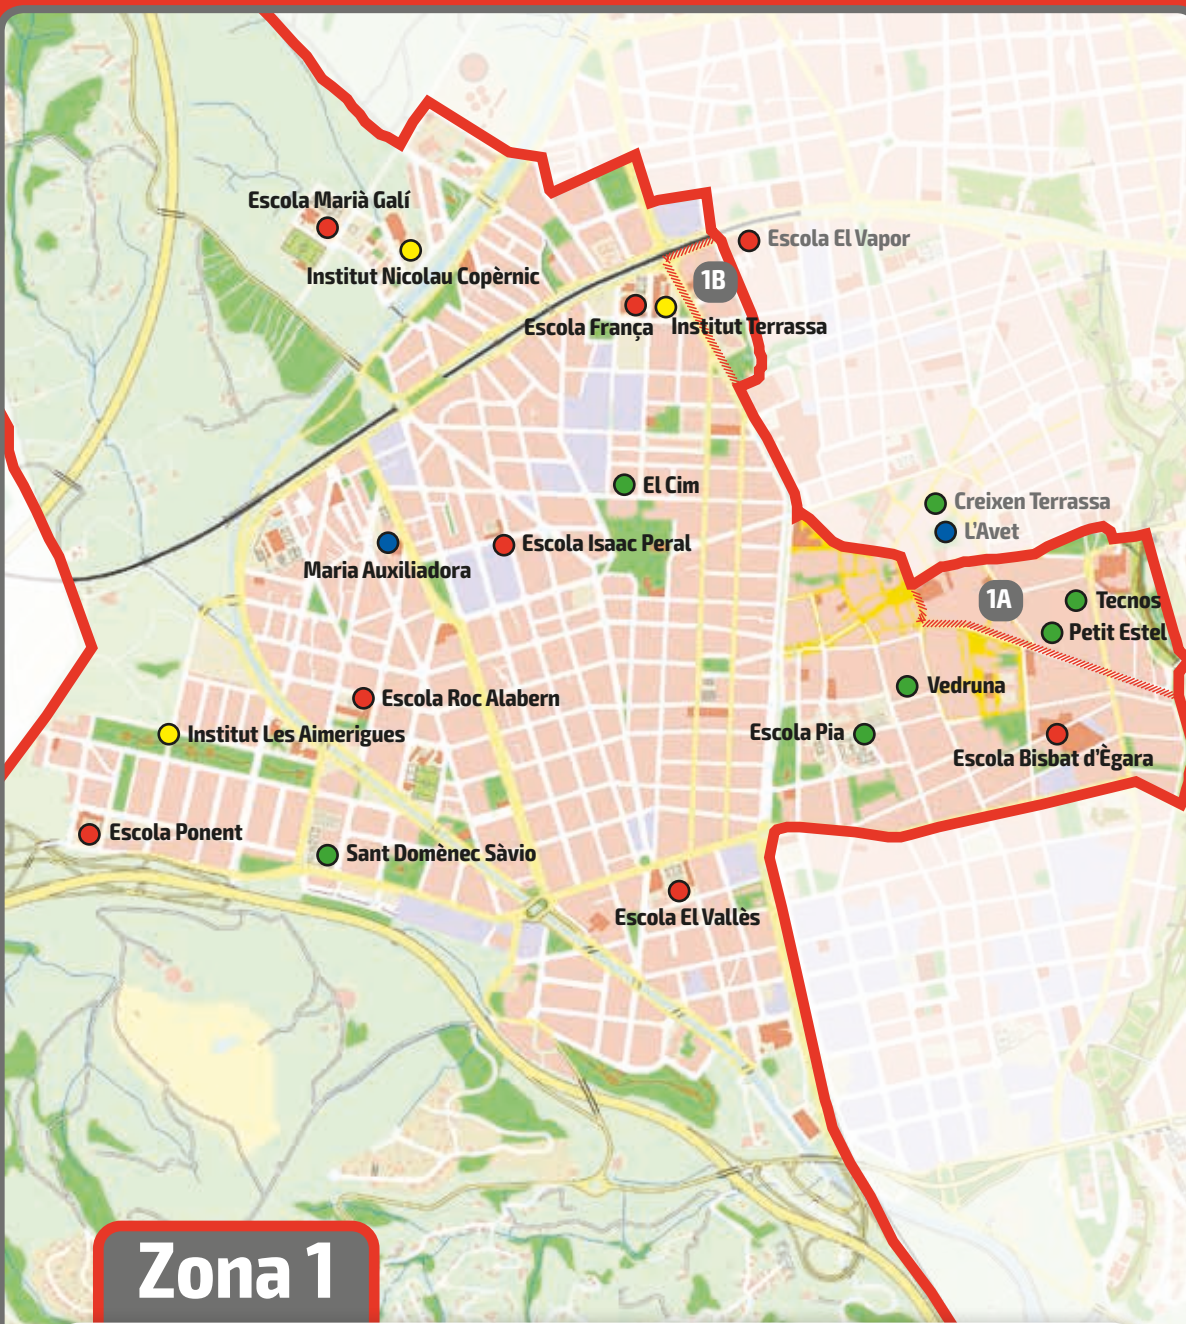 Escola Marià Galí
Institut Nicolau Copèrnic
Escola El Vapor
1B
Escola França
Institut Terrassa
El Cim
Creixen Terrassa
L'Avet
Escola Isaac Peral
Maria Auxiliadora
1A
Tecnos
Petit Estel
Vedruna
Escola Roc Alabern
Institut Les Aimerigues
Escola Pia
Escola Bisbat d'Ègara
Escola Ponent
Sant Domènec Sàvio
Escola El Vallès
Zona 1